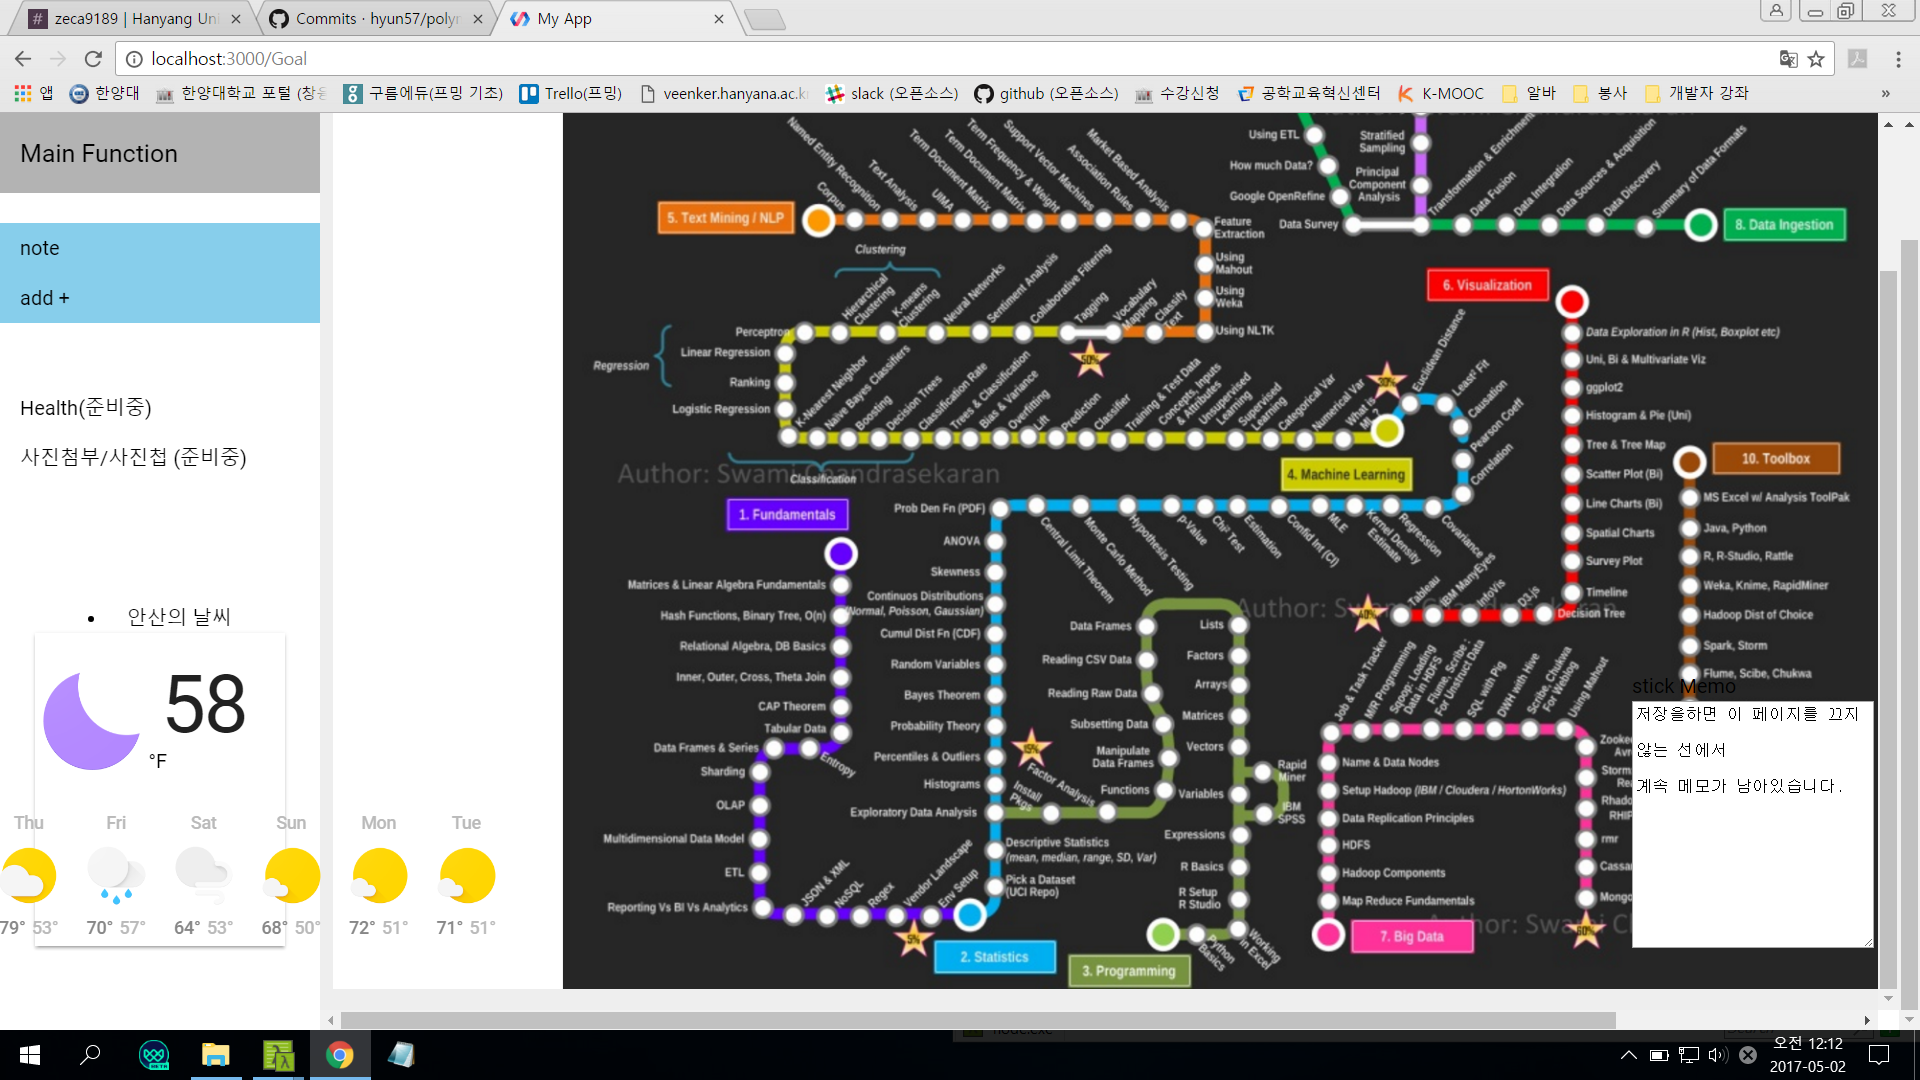 zeca9189 | Hanyang Uni
Commits · hyun57/polym
My App
localhost:3000/Goal
앱
한양대
한양대학교 포털 (창용
구름에듀(프밍 기초)
Trello(프밍)
veenker.hanyana.ac.k
slack (오픈소스)
github (오픈소스)
수강신청
공학교육혁신센터
K-MOOC
알바
봉사
개발자 강좌
»
Main Function
note
add +
Health(준비중)
사진첨부/사진첩 (준비중)
안산의 날씨
58
°F
Thu Fri Sat Sun Mon Tue
79° 53° 70° 57° 64° 53° 68° 50° 72° 51° 71° 51°
Named Entity Recognition
Corpus
Text Analysis
UIMA
Term Document Matrix
Term Document Matrix
Term Frequency & Weight
Support Vector Machines
Association Rules
Market Based Analysis
5. Text Mining / NLP
Feature Extraction
Using Mahout
Using Weka
Using NLTK
Classify Text
Vocabulary Mapping
Tagging
50%
Using ETL
How much Data?
Google OpenRefine
Data Survey
Stratified Sampling
Principal Component Analysis
Transformation & Enrichment
Data Fusion
Data Integration
Data Sources & Acquisition
Data Discovery
Summary of Data Formats
8. Data Ingestion
Clustering
Hierarchical Clustering
K-means Clustering
Neural Networks
Sentiment Analysis
Collaborative Filtering
Perceptron
Regression
Linear Regression
Ranking
Logistic Regression
K-Nearest Neighbor
Naive Bayes Classifiers
Boosting
Decision Trees
Classification Rate
Trees & Classification
Bias & Variance
Overfitting
Lift
Prediction
Classifier
Training & Test Data
Concepts, Inputs & Attributes
Unsupervised Learning
Supervised Learning
Categorical Var
Numerical Var
What is ML?
30%
Classification
4. Machine Learning
Author: Swami Chandrasekaran
Euclidean Distance
Least² Fit
Causation
Pearson Coeff
Correlation
Covariance
Regression
Kernel Density Estimate
MLE
Confid Int (CI)
Estimation
Chi² Test
p-Value
Hypothesis Testing
Monte Carlo Method
Central Limit Theorem
6. Visualization
Data Exploration in R (Hist, Boxplot etc)
Uni, Bi & Multivariate Viz
ggplot2
Histogram & Pie (Uni)
Tree & Tree Map
Scatter Plot (Bi)
Line Charts (Bi)
Spatial Charts
Survey Plot
Timeline
Decision Tree
D3.js
InfoVis
IBM ManyEyes
Tableau
40%
10. Toolbox
MS Excel w/ Analysis ToolPak
Java, Python
R, R-Studio, Rattle
Weka, Knime, RapidMiner
Hadoop Dist of Choice
Spark, Storm
Flume, Scibe, Chukwa
1. Fundamentals
Matrices & Linear Algebra Fundamentals
Hash Functions, Binary Tree, O(n)
Relational Algebra, DB Basics
Inner, Outer, Cross, Theta Join
CAP Theorem
Tabular Data
Entropy
Data Frames & Series
Sharding
OLAP
Multidimensional Data Model
ETL
Reporting Vs BI Vs Analytics
JSON & XML
NoSQL
Regex
Vendor Landscape
Env Setup
5%
2. Statistics
Prob Den Fn (PDF)
ANOVA
Skewness
Continuos Distributions
(Normal, Poisson, Gaussian)
Cumul Dist Fn (CDF)
Random Variables
Bayes Theorem
Probability Theory
Percentiles & Outliers
Histograms
Exploratory Data Analysis
Descriptive Statistics
(mean, median, range, SD, Var)
Pick a Dataset
(UCI Repo)
15%
Factor Analysis
Install Pkgs
Data Frames
Reading CSV Data
Reading Raw Data
Subsetting Data
Manipulate Data Frames
Functions
Lists
Factors
Arrays
Matrices
Vectors
Variables
Expressions
R Basics
R Setup
R Studio
Rapid Miner
IBM SPSS
Python Basics
Working in Excel
3. Programming
Author: Swami Chandrasekaran
Job & Task Tracker
M/R Programming
Sqoop: Loading Data in HDFS
Flume, Scribe: For Unstruct Data
SQL with Pig
DWH with Hive
Scribe, Chukwa For Weblog
Using Mahout
Name & Data Nodes
Setup Hadoop (IBM / Cloudera / HortonWorks)
Data Replication Principles
HDFS
Hadoop Components
Map Reduce Fundamentals
7. Big Data
Zooke
Avr
Storm
Rhado
RHIP
rmr
Cassa
Mongo
60%
Author: Swami C
stick Memo
저장을하면 이 페이지를 끄지
않는 선에서
계속 메모가 남아있습니다.
node.exe
오전 12:12
2017-05-02